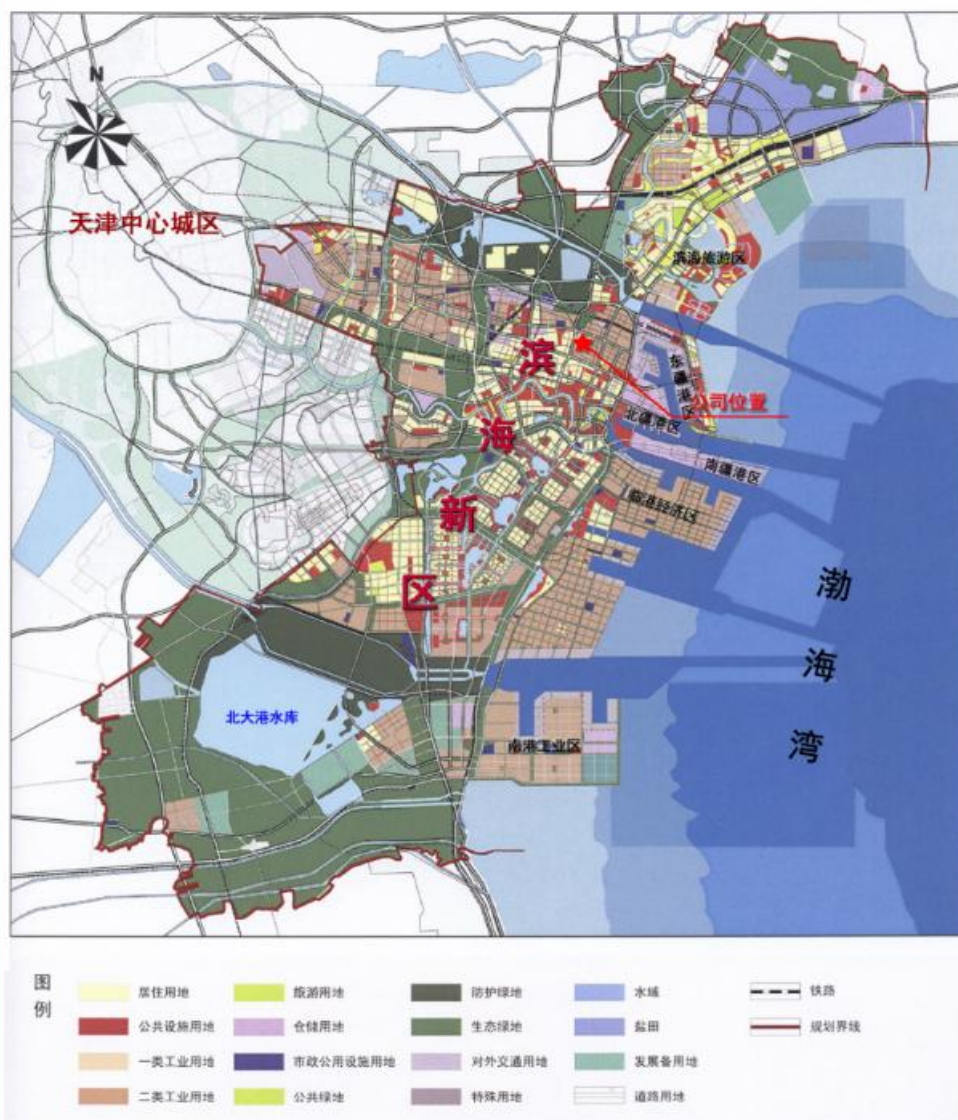 N
天津中心城区
滨海旅游区
滨
东疆港区
公司位置
北疆港区
海
南疆港区
临港经济区
新
区
渤
海
湾
北大港水库
南港工业区
图例
居住用地
旅游用地
防护绿地
水域
铁路
公共设施用地
仓储用地
生态绿地
盐田
规划界线
一类工业用地
市政公用设施用地
对外交通用地
发展备用地
二类工业用地
公共绿地
特殊用地
道路用地